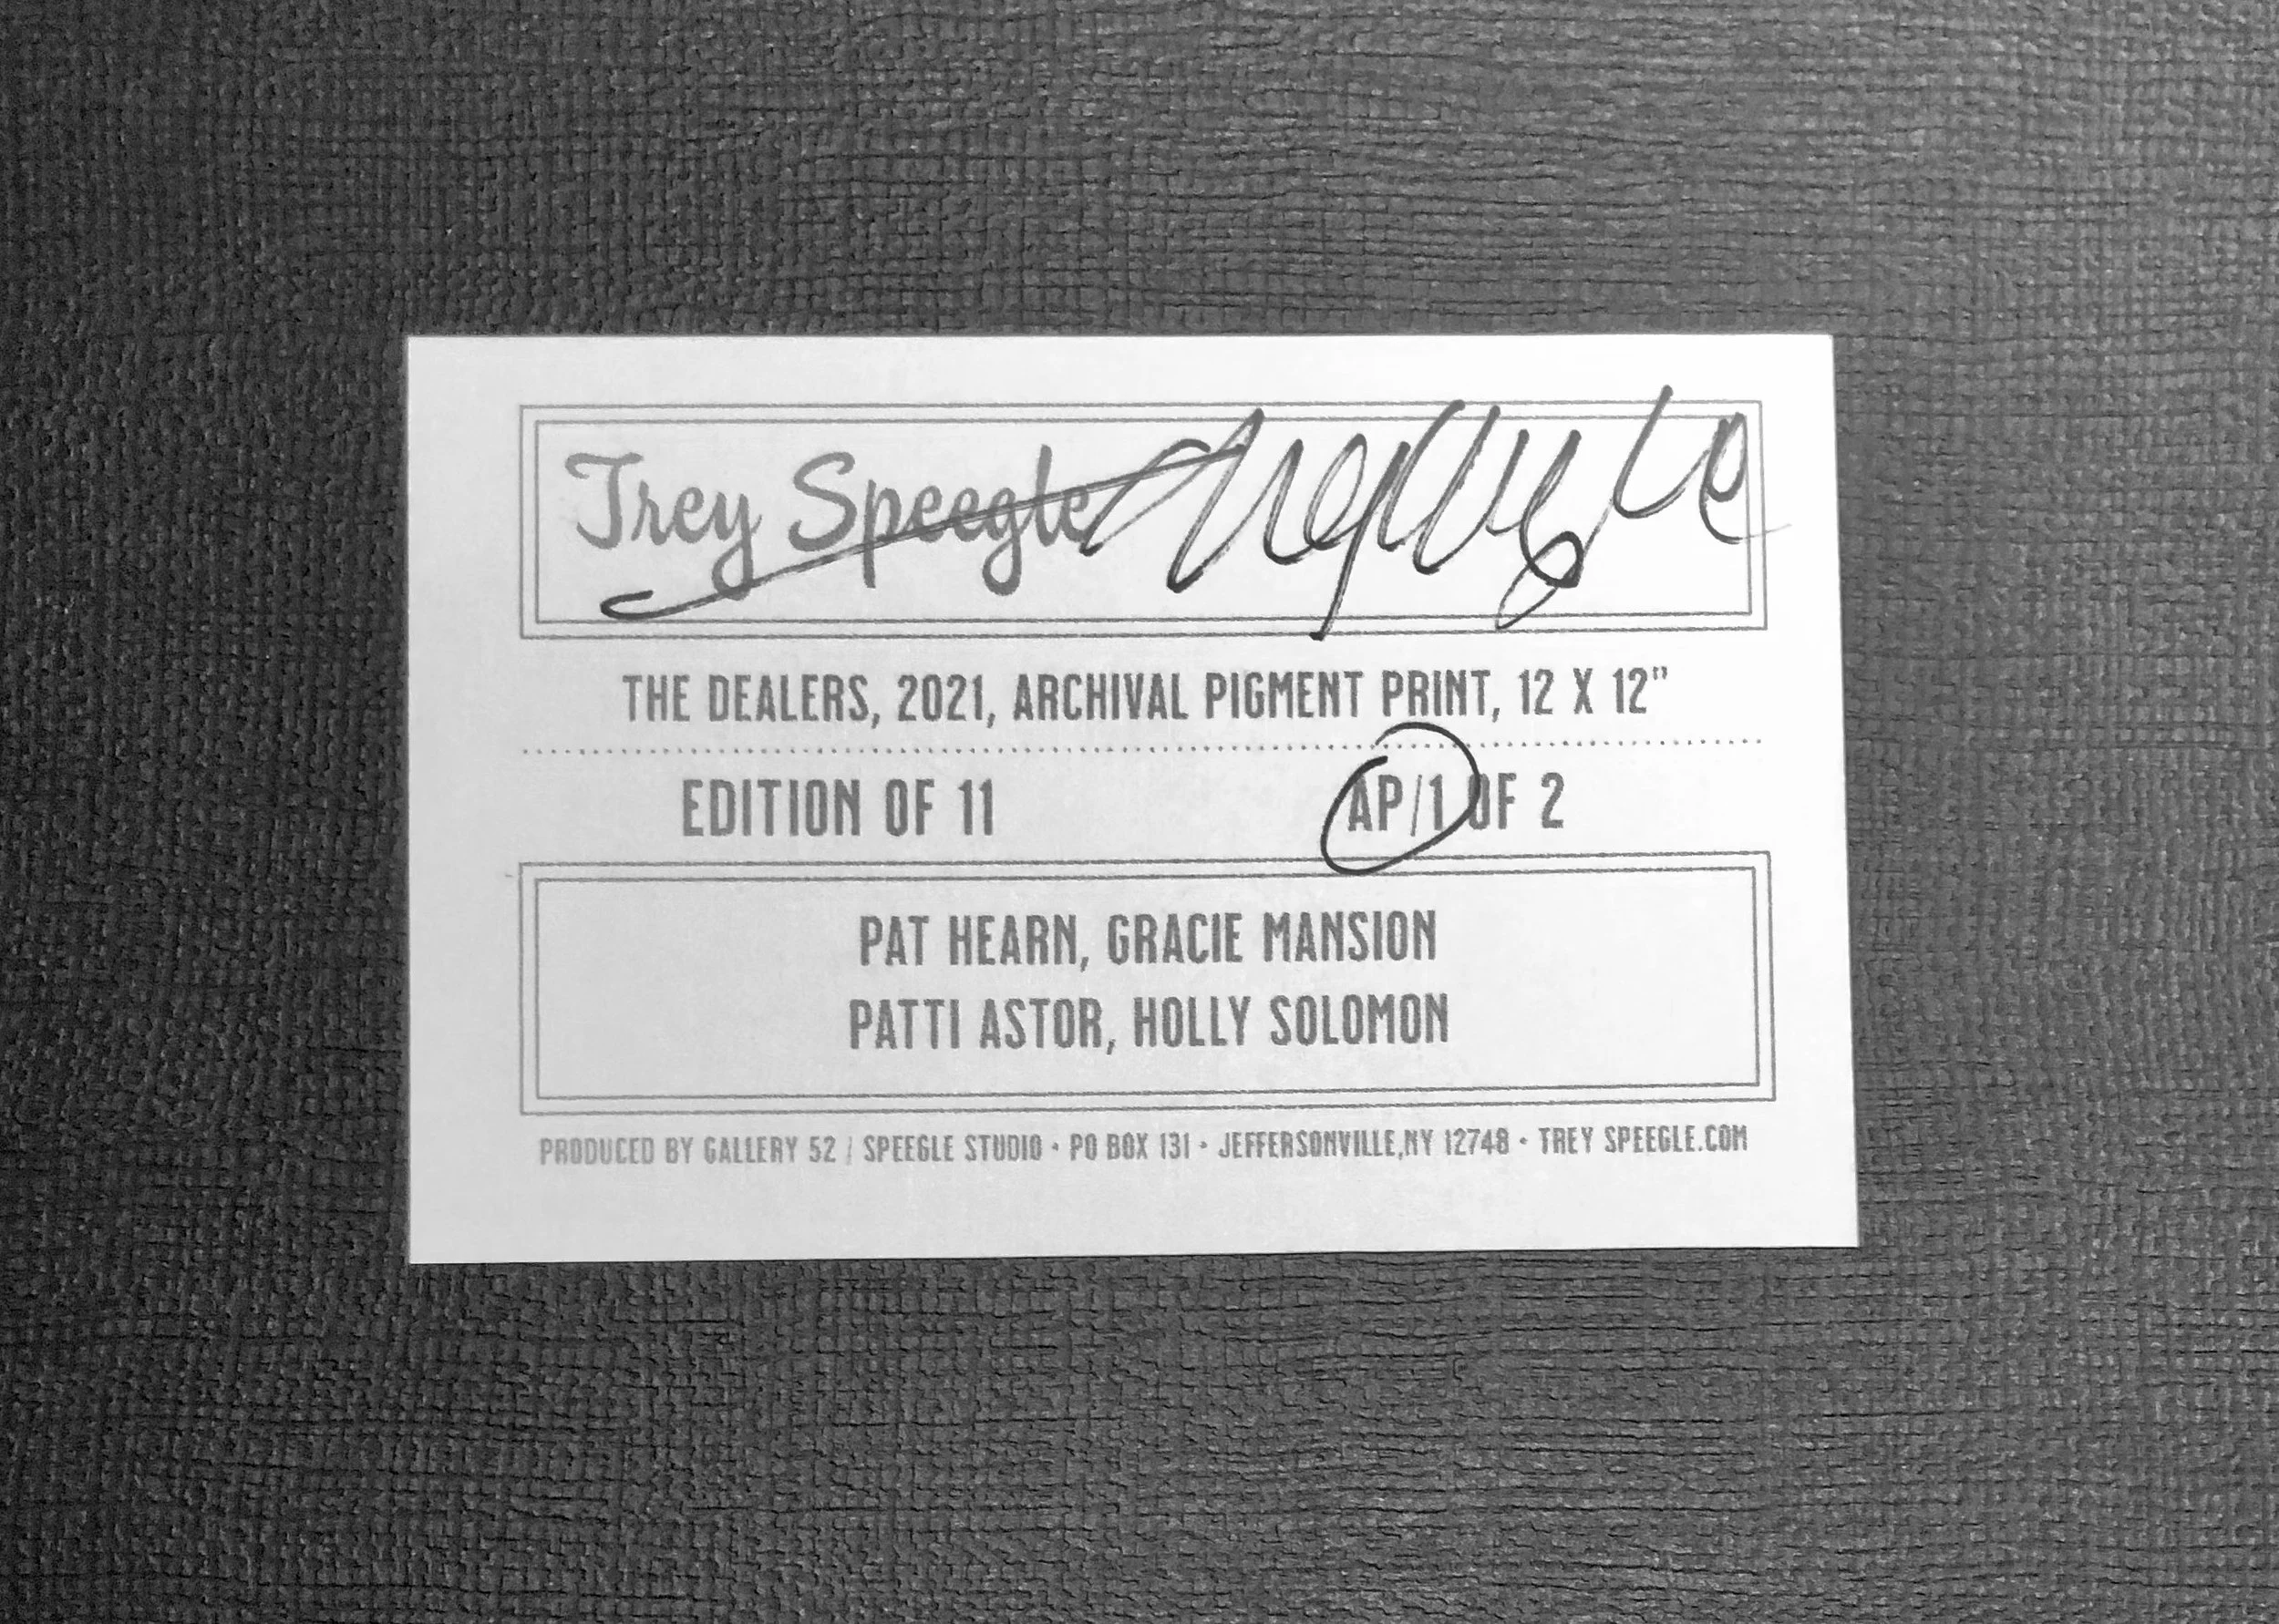 Trey Speegle Trey Speegle
THE DEALERS, 2021, ARCHIVAL PIGMENT PRINT, 12 X 12"
EDITION OF 11 AP/1 OF 2
PAT HEARN, GRACIE MANSION
PATTI ASTOR, HOLLY SOLOMON
PRODUCED BY GALLERY 52 / SPEEGLE STUDIO • PO BOX 131 • JEFFERSONVILLE,NY 12748 • TREY SPEEGLE.COM